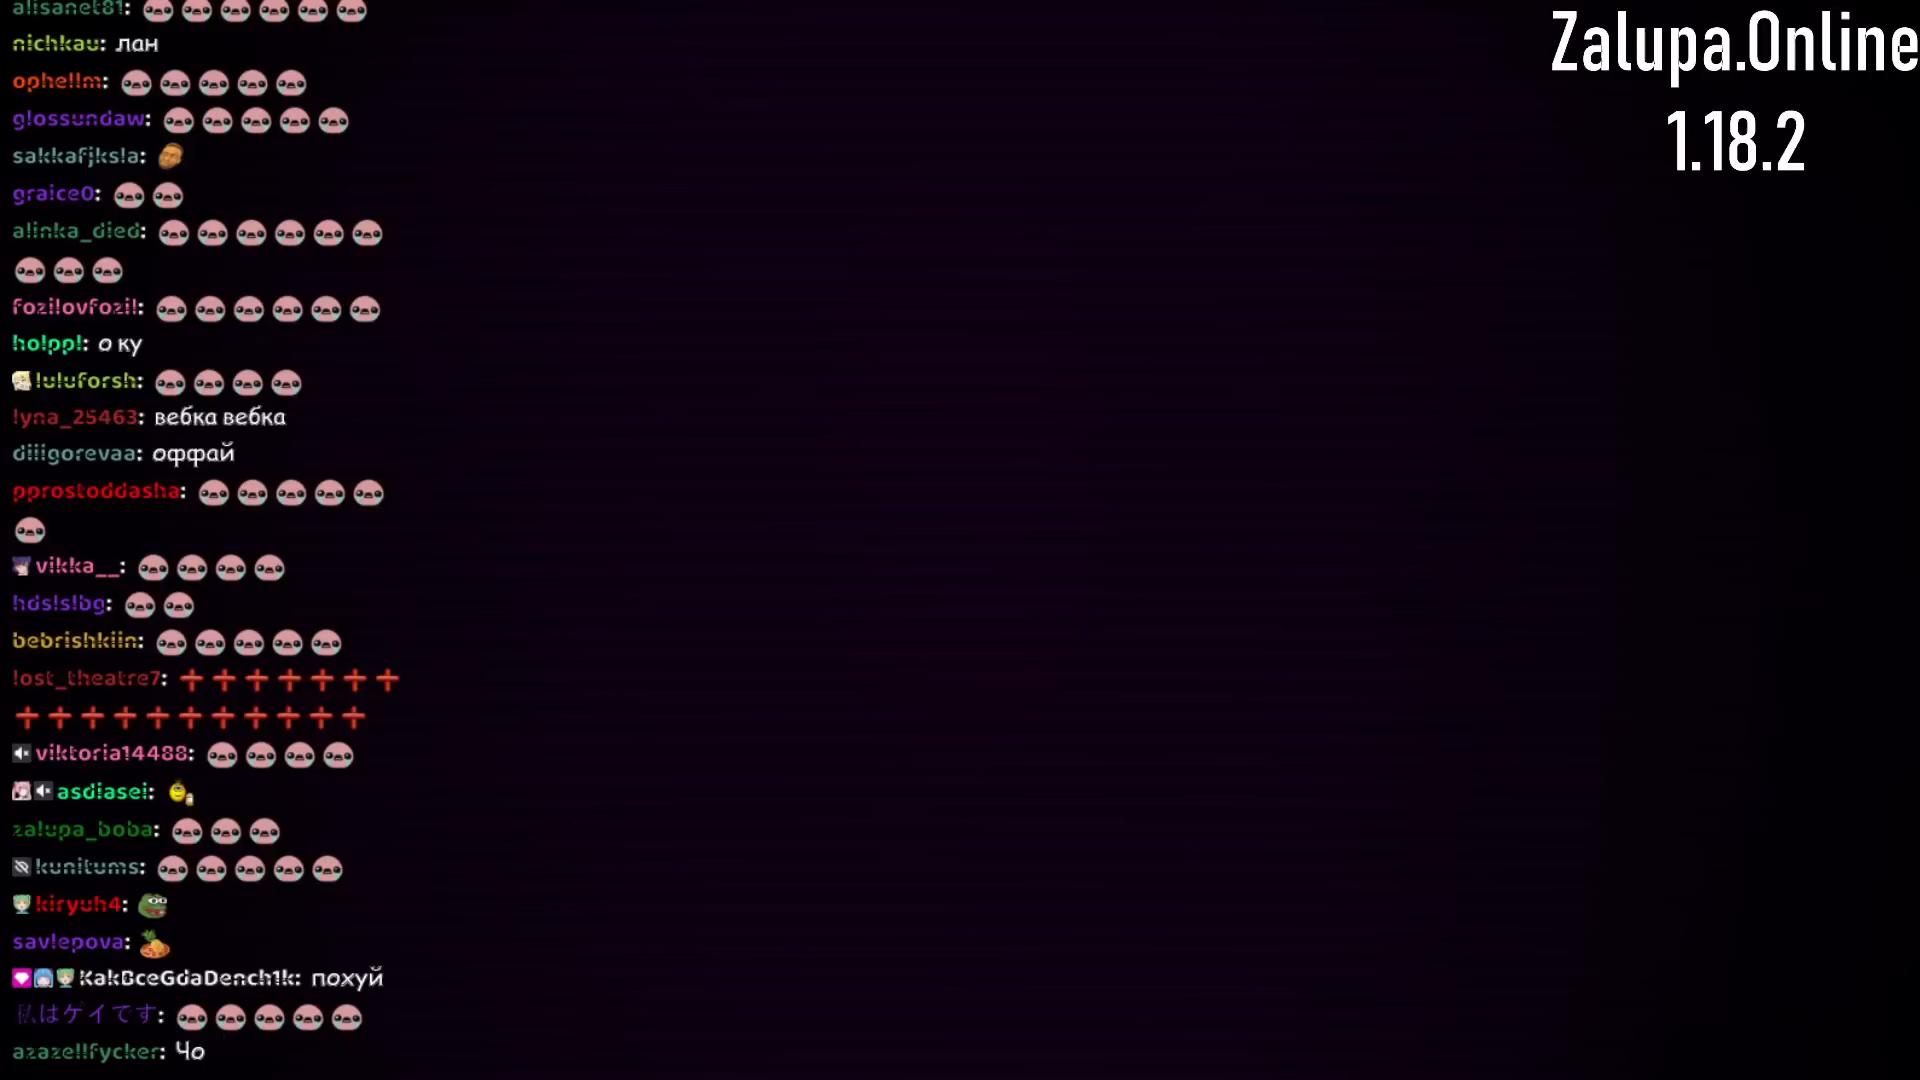 alisanet81:
nichkau: лан
ophellm:
glossundaw:
sakkafjksla:
graice0:
alinka_died:
fozilovfozil:
holppl: о ку
luluforsh:
lyna_25463: вебка вебка
diiigorevaa: оффай
pprostoddasha:
vikka__:
hdslslbg:
bebrishkiin:
lost_theatre7:
viktoria14488:
asdiasei:
zalupa_boba:
kunitums:
kiryuh4:
savlepova:
KakBceGdaDench1k: похуй
私はゲイです:
azazellfycker: Чо
Zalupa.Online
1.18.2